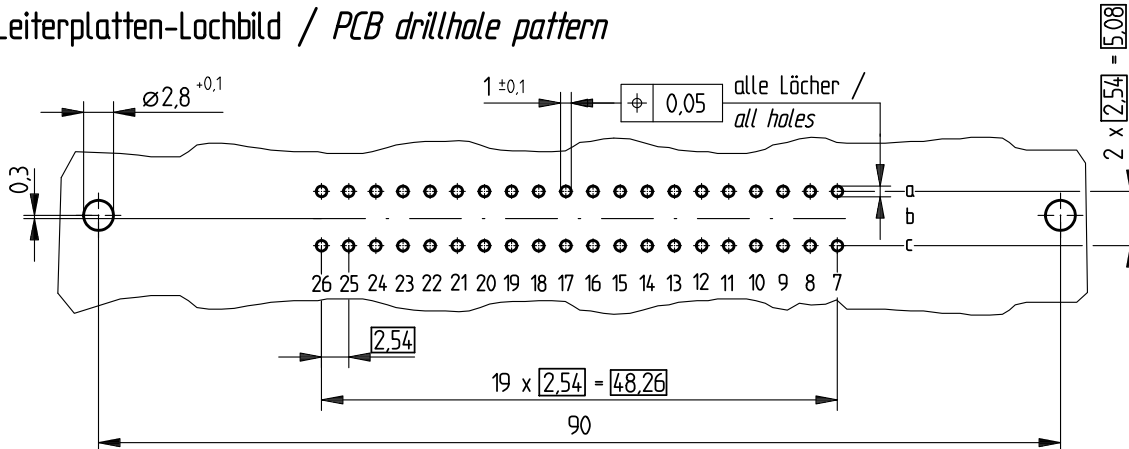 Leiterplatten-Lochbild / PCB drillhole pattern
2 x 2,54 = 5,08
⌀2,8 +0,1
1 ±0,1
⌖ 0,05
alle Löcher /
all holes
0,3
a
b
c
26 25 24 23 22 21 20 19 18 17 16 15 14 13 12 11 10 9 8 7
2,54
19 x 2,54 = 48,26
90